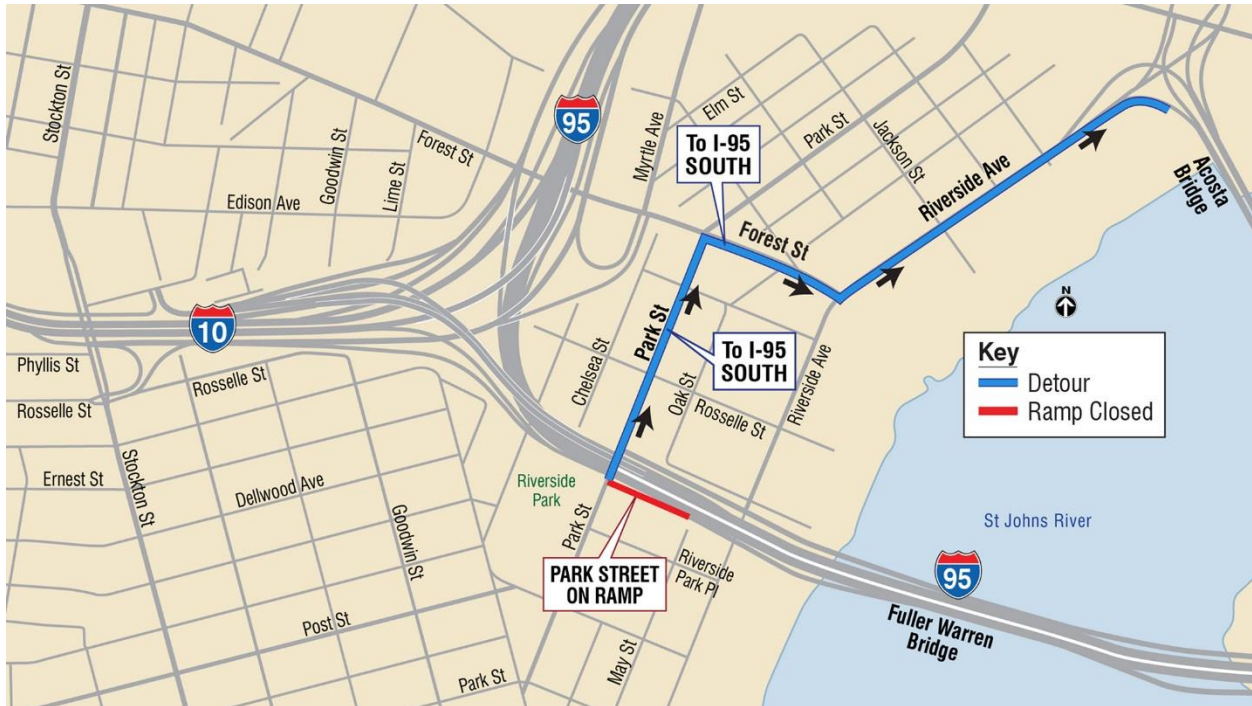 Stockton St
95
Forest St
Myrtle Ave
Elm St
Park St
Jackson St
To I-95
SOUTH
Goodwin St
Lime St
Edison Ave
Riverside Ave
Acosta
Bridge
Forest St
N
10
Park St
To I-95
SOUTH
Key
Detour
Ramp Closed
Phyllis St
Rosselle St
Rosselle St
Chelsea St
Oak St
Rosselle St
Riverside Ave
Ernest St
Stockton St
Dellwood Ave
Goodwin St
Riverside
Park
Park St
St Johns River
PARK STREET
ON RAMP
Riverside
Park Pl
95
Fuller Warren
Bridge
Post St
May St
Park St